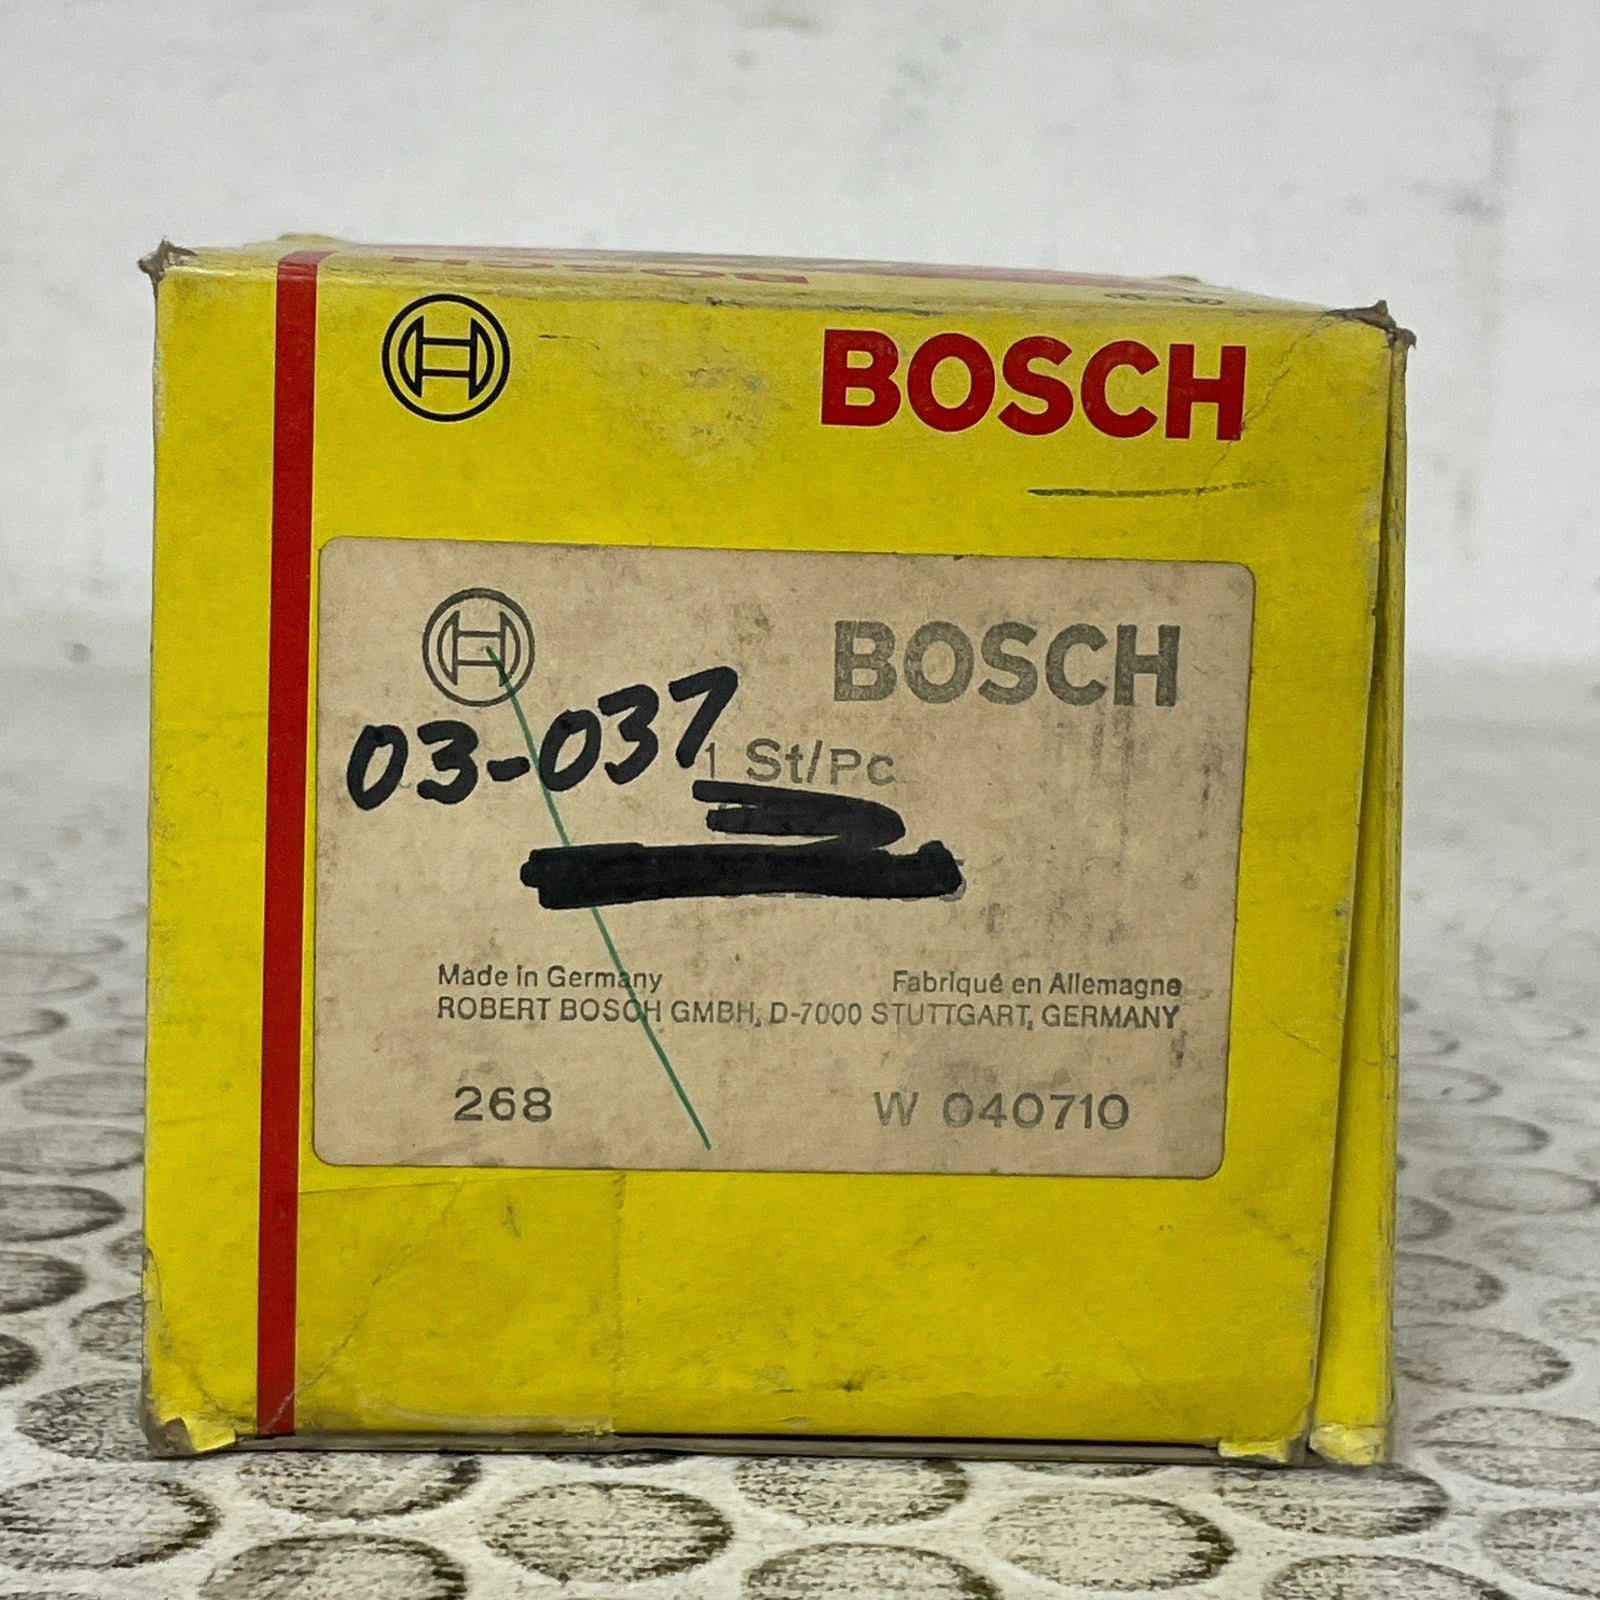 BOSCH
BOSCH
BOSCH
03-037
1 St/Pc
Made in Germany Fabriqué en Allemagne
ROBERT BOSCH GMBH, D-7000 STUTTGART, GERMANY
268 W 040710